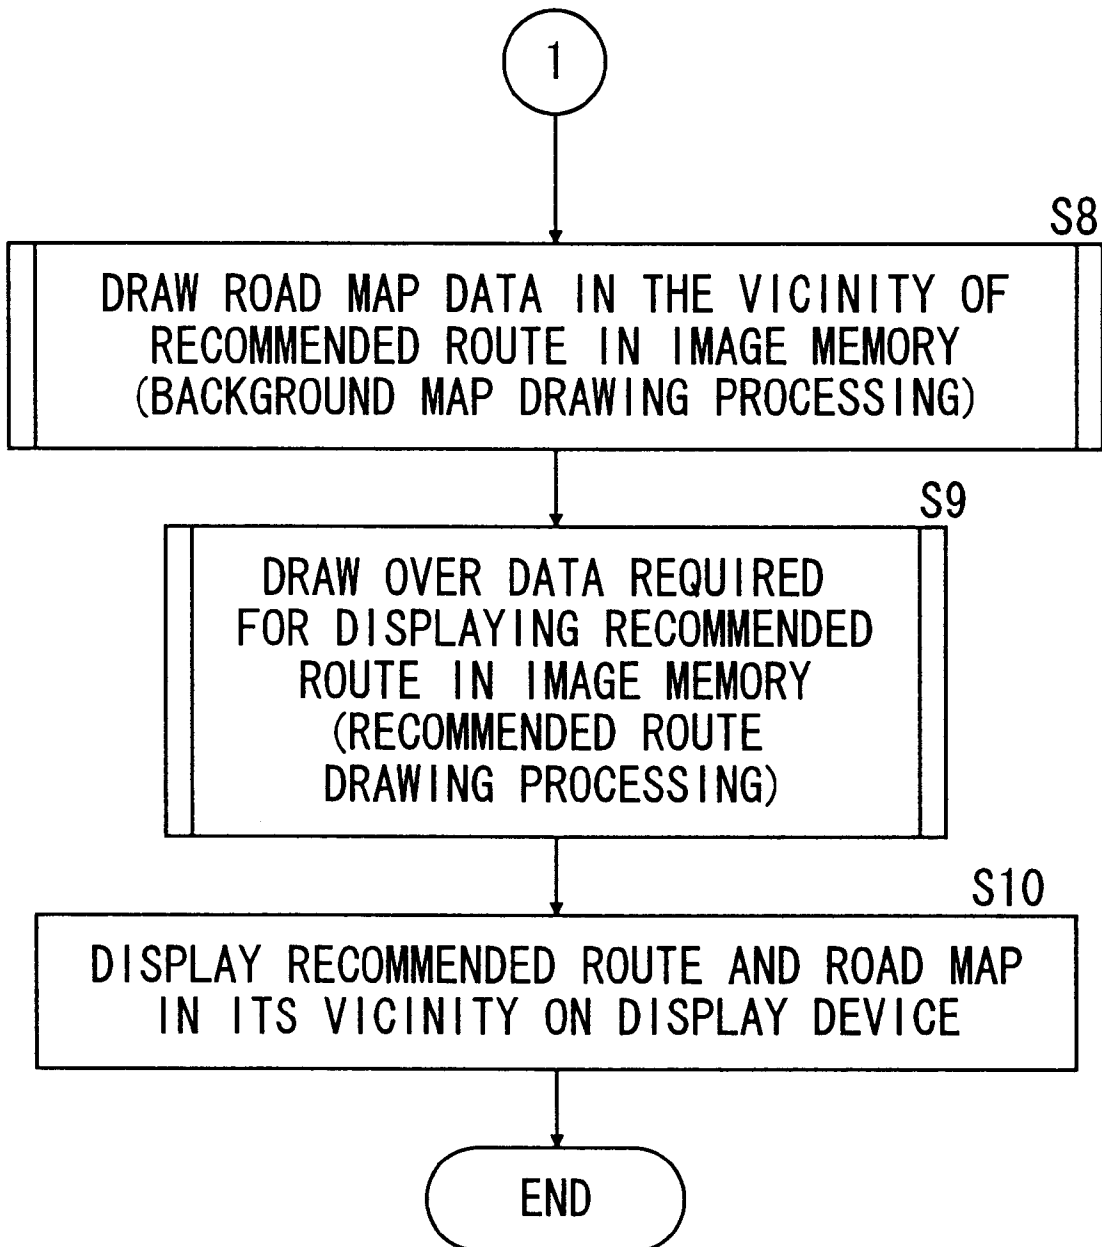 1
S8
DRAW ROAD MAP DATA IN THE VICINITY OF
RECOMMENDED ROUTE IN IMAGE MEMORY
(BACKGROUND MAP DRAWING PROCESSING)
S9
DRAW OVER DATA REQUIRED
FOR DISPLAYING RECOMMENDED
ROUTE IN IMAGE MEMORY
(RECOMMENDED ROUTE
DRAWING PROCESSING)
S10
DISPLAY RECOMMENDED ROUTE AND ROAD MAP
IN ITS VICINITY ON DISPLAY DEVICE
END